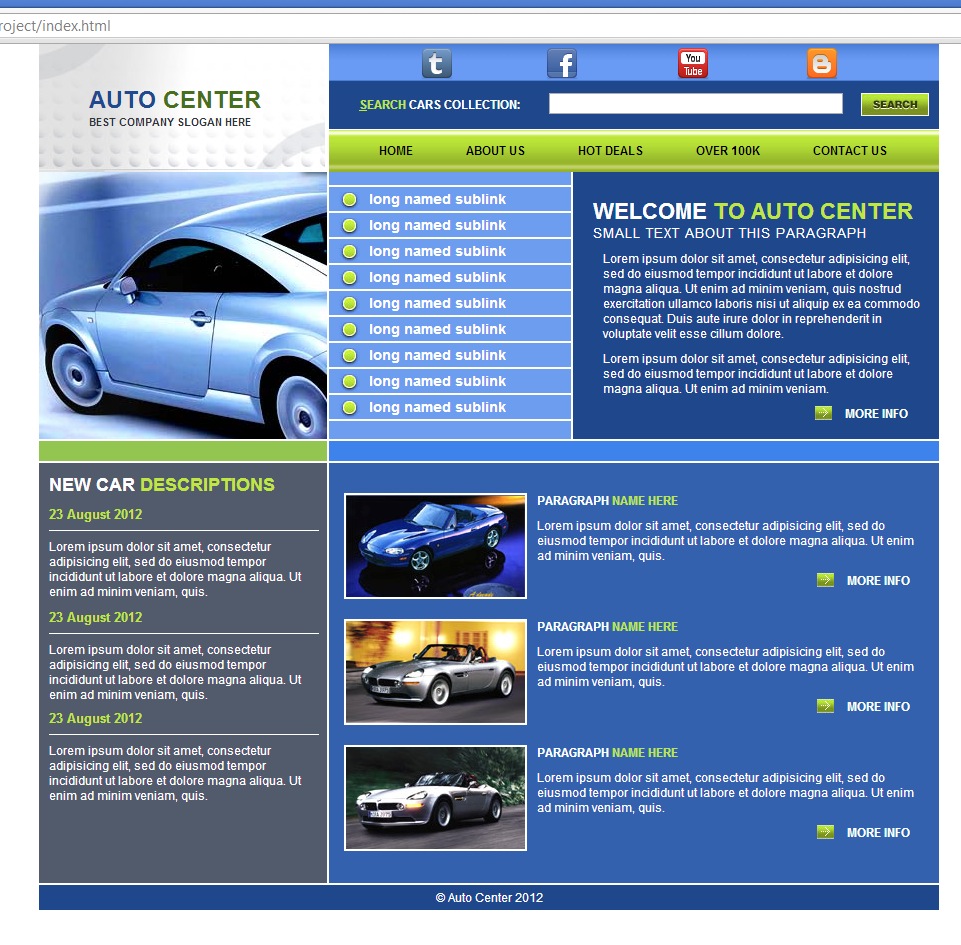 roject/index.html
t
f
You
Tube
AUTO CENTER
BEST COMPANY SLOGAN HERE
SEARCH CARS COLLECTION:
SEARCH
HOME
ABOUT US
HOT DEALS
OVER 100K
CONTACT US
long named sublink
long named sublink
long named sublink
long named sublink
long named sublink
long named sublink
long named sublink
long named sublink
long named sublink
WELCOME TO AUTO CENTER
SMALL TEXT ABOUT THIS PARAGRAPH
Lorem ipsum dolor sit amet, consectetur adipisicing elit,
sed do eiusmod tempor incididunt ut labore et dolore
magna aliqua. Ut enim ad minim veniam, quis nostrud
exercitation ullamco laboris nisi ut aliquip ex ea commodo
consequat. Duis aute irure dolor in reprehenderit in
voluptate velit esse cillum dolore.
Lorem ipsum dolor sit amet, consectetur adipisicing elit,
sed do eiusmod tempor incididunt ut labore et dolore
magna aliqua. Ut enim ad minim veniam.
MORE INFO
NEW CAR DESCRIPTIONS
23 August 2012
Lorem ipsum dolor sit amet, consectetur
adipisicing elit, sed do eiusmod tempor
incididunt ut labore et dolore magna aliqua. Ut
enim ad minim veniam, quis.
23 August 2012
Lorem ipsum dolor sit amet, consectetur
adipisicing elit, sed do eiusmod tempor
incididunt ut labore et dolore magna aliqua. Ut
enim ad minim veniam, quis.
23 August 2012
Lorem ipsum dolor sit amet, consectetur
adipisicing elit, sed do eiusmod tempor
incididunt ut labore et dolore magna aliqua. Ut
enim ad minim veniam, quis.
PARAGRAPH NAME HERE
Lorem ipsum dolor sit amet, consectetur adipisicing elit, sed do
eiusmod tempor incididunt ut labore et dolore magna aliqua. Ut enim
ad minim veniam, quis.
MORE INFO
PARAGRAPH NAME HERE
Lorem ipsum dolor sit amet, consectetur adipisicing elit, sed do
eiusmod tempor incididunt ut labore et dolore magna aliqua. Ut enim
ad minim veniam, quis.
MORE INFO
PARAGRAPH NAME HERE
Lorem ipsum dolor sit amet, consectetur adipisicing elit, sed do
eiusmod tempor incididunt ut labore et dolore magna aliqua. Ut enim
ad minim veniam, quis.
MORE INFO
© Auto Center 2012